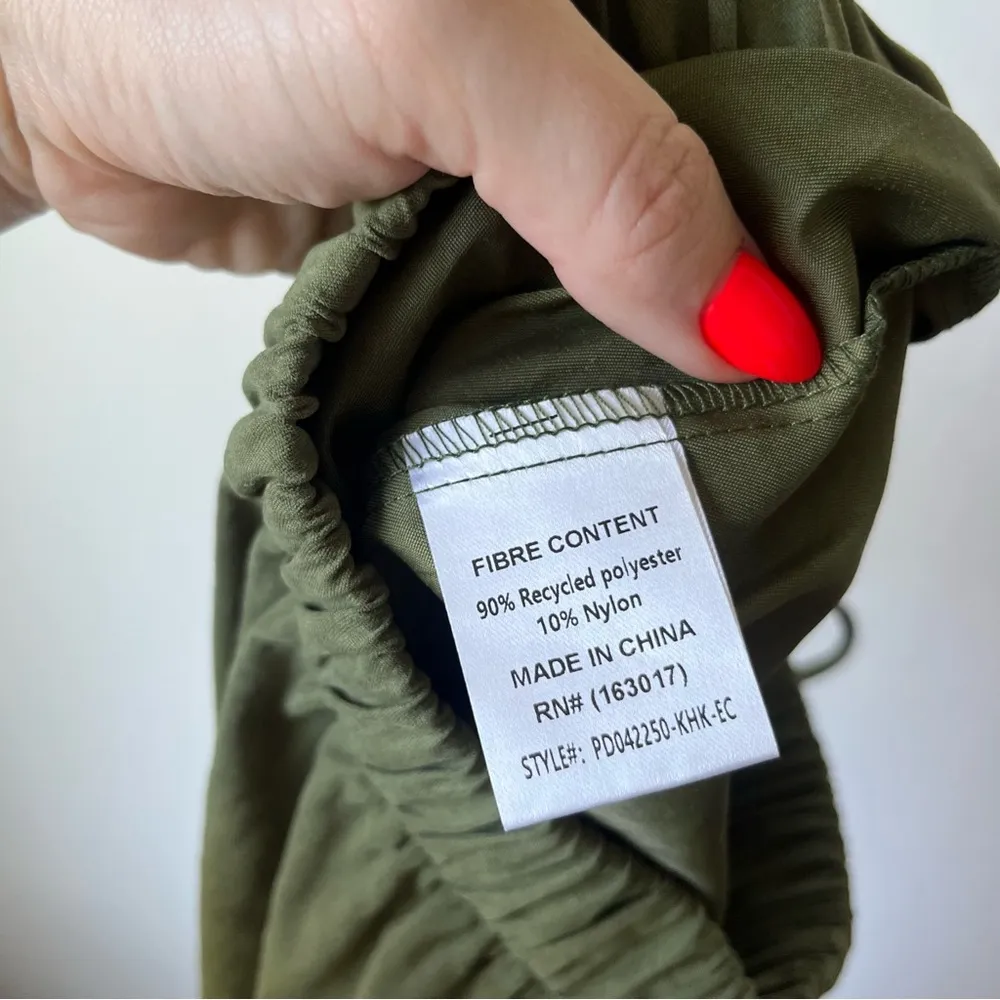 FIBRE CONTENT
90% Recycled polyester
10% Nylon
MADE IN CHINA
RN# (163017)
STYLE#: PD042250-KHK-EC